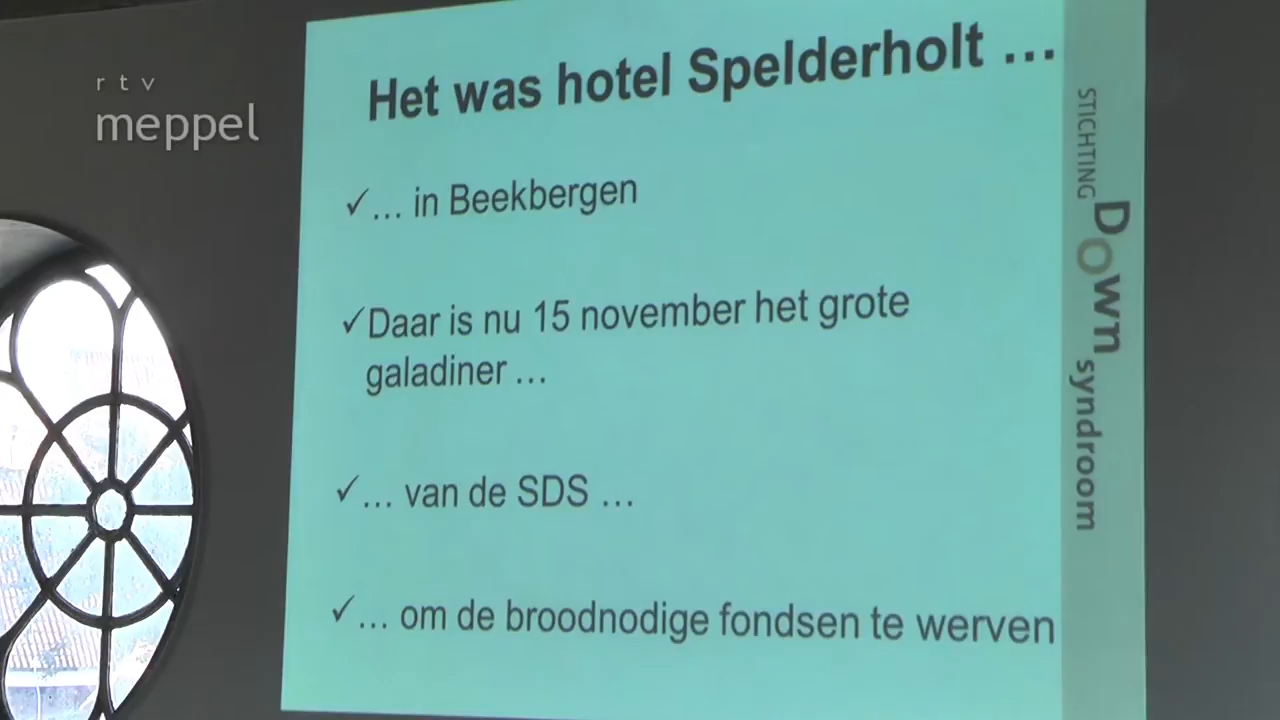 rtv
meppel
Het was hotel Spelderholt ...
✓... in Beekbergen
✓Daar is nu 15 november het grote
galadiner ...
✓... van de SDS ...
✓... om de broodnodige fondsen te werven
STICHTING
Down
syndroom